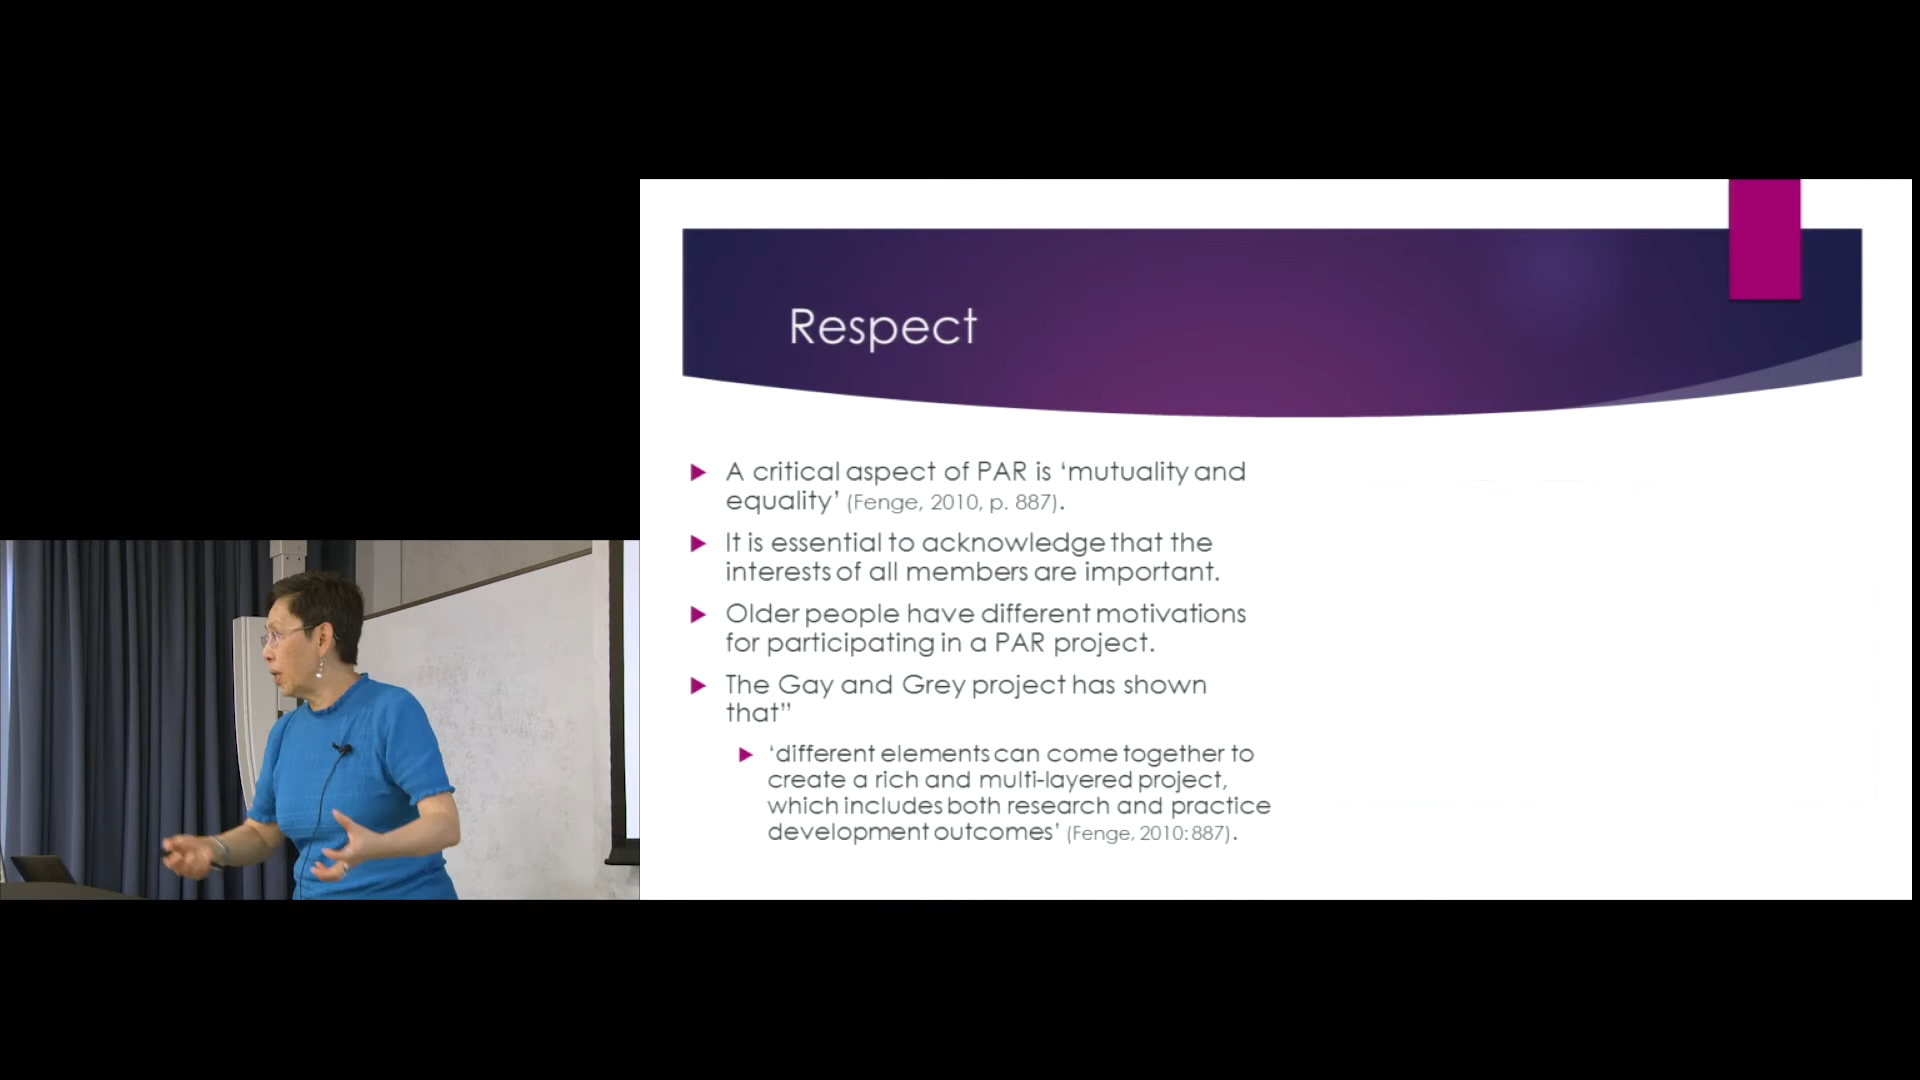 Respect
A critical aspect of PAR is ‘mutuality and
equality’ (Fenge, 2010, p. 887).
It is essential to acknowledge that the
interests of all members are important.
Older people have different motivations
for participating in a PAR project.
The Gay and Grey project has shown
that”
‘different elements can come together to
create a rich and multi-layered project,
which includes both research and practice
development outcomes’ (Fenge, 2010:887).